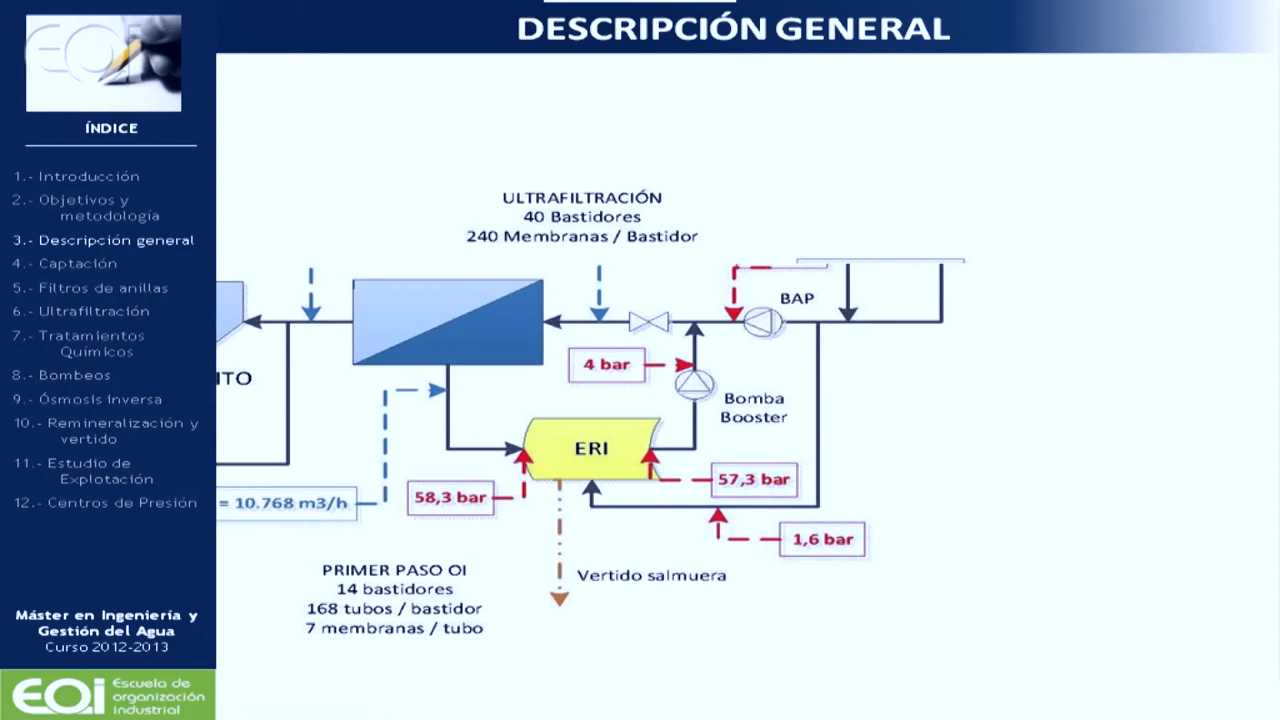 DESCRIPCIÓN GENERAL
EOi
ÍNDICE
1.- Introducción
2.- Objetivos y
metodología
3.- Descripción general
4.- Captación
5.- Filtros de anillas
6.- Ultrafiltración
7.- Tratamientos
Químicos
8.- Bombeos
9.- Ósmosis inversa
10.- Remineralización y
vertido
11.- Estudio de
Explotación
12.- Centros de Presión
Máster en Ingeniería y
Gestión del Agua
Curso 2012-2013
EOi
Escuela de
organización
industrial
ULTRAFILTRACIÓN
40 Bastidores
240 Membranas / Bastidor
BAP
4 bar
ITO
Bomba
Booster
ERI
57,3 bar
58,3 bar
= 10.768 m3/h
1,6 bar
Vertido salmuera
PRIMER PASO OI
14 bastidores
168 tubos / bastidor
7 membranas / tubo